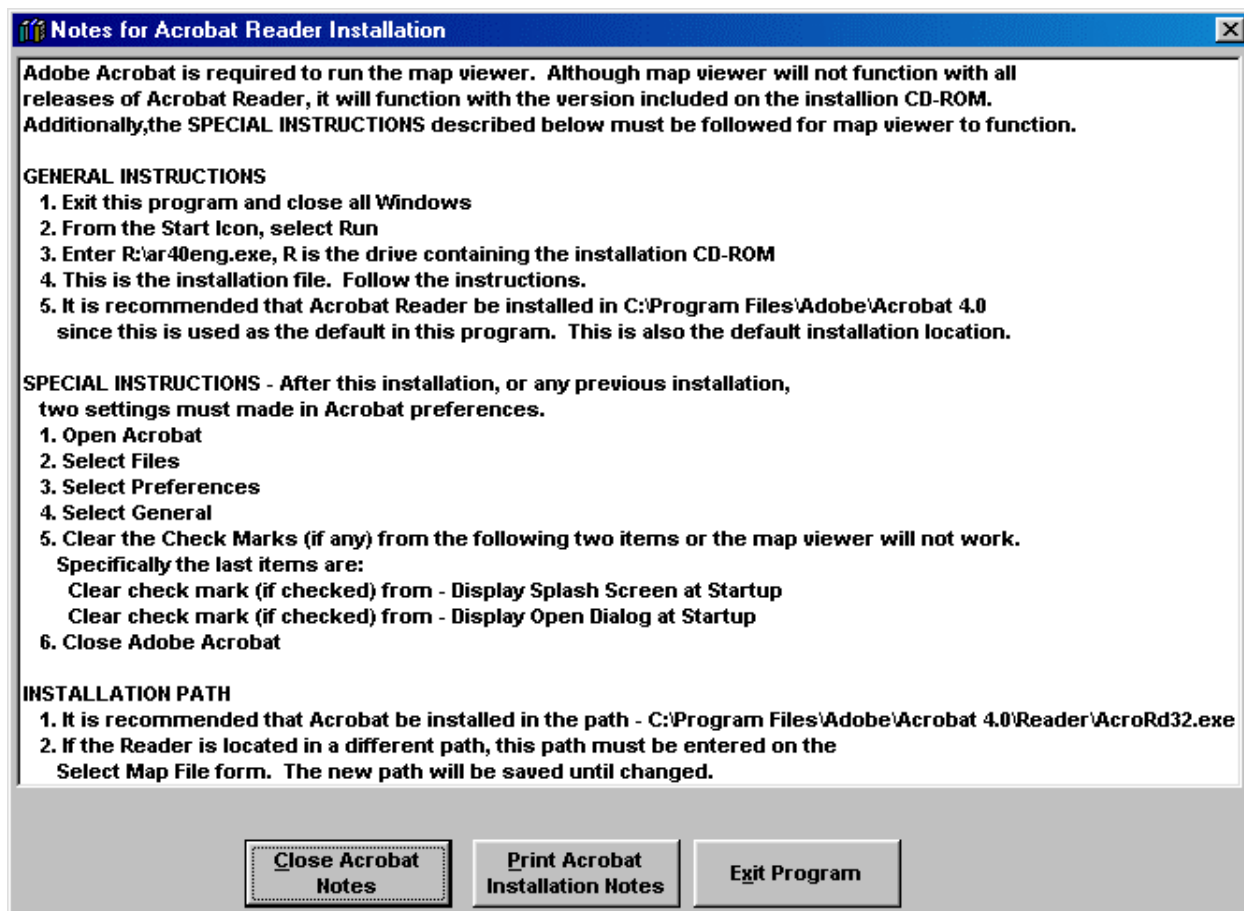 Notes for Acrobat Reader Installation
Adobe Acrobat is required to run the map viewer.  Although map viewer will not function with all
releases of Acrobat Reader, it will function with the version included on the installion CD-ROM.
Additionally,the SPECIAL INSTRUCTIONS described below must be followed for map viewer to function.
GENERAL INSTRUCTIONS
1. Exit this program and close all Windows
2. From the Start Icon, select Run
3. Enter R:\ar40eng.exe, R is the drive containing the installation CD-ROM
4. This is the installation file.  Follow the instructions.
5. It is recommended that Acrobat Reader be installed in C:\Program Files\Adobe\Acrobat 4.0
since this is used as the default in this program.  This is also the default installation location.
SPECIAL INSTRUCTIONS - After this installation, or any previous installation,
two settings must made in Acrobat preferences.
1. Open Acrobat
2. Select Files
3. Select Preferences
4. Select General
5. Clear the Check Marks (if any) from the following two items or the map viewer will not work.
Specifically the last items are:
Clear check mark (if checked) from - Display Splash Screen at Startup
Clear check mark (if checked) from - Display Open Dialog at Startup
6. Close Adobe Acrobat
INSTALLATION PATH
1. It is recommended that Acrobat be installed in the path - C:\Program Files\Adobe\Acrobat 4.0\Reader\AcroRd32.exe
2. If the Reader is located in a different path, this path must be entered on the
Select Map File form.  The new path will be saved until changed.
Close Acrobat
Notes
Print Acrobat
Installation Notes
Exit Program